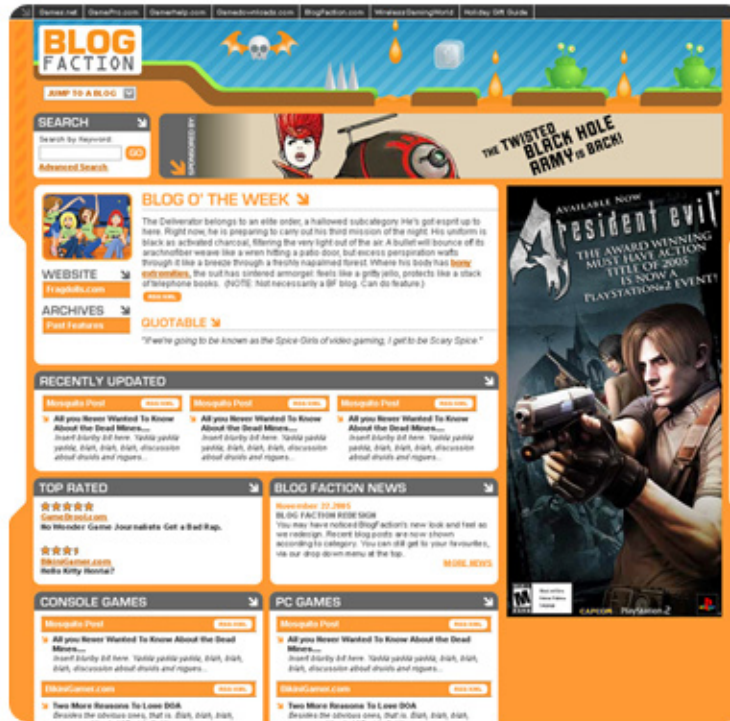 Gamez.net GamePro.com Gamerhelp.com Gamedownloads.com BlogFaction.com WirelessGamingWorld Holiday Gift Guide
BLOG
FACTION
JUMP TO A BLOG
SEARCH
Search by Keyword:
GO
Advanced Search
SPONSORED BY:
THE TWISTED
BLACK HOLE
ARMY IS BACK!
BLOG O' THE WEEK
The Deliverator belongs to an elite order, a hallowed subcategory. He's got esprit up to
here. Right now, he is preparing to carry out his third mission of the night. His uniform is
black as activated charcoal, filtering the very light out of the air. A bullet will bounce off its
arachnofiber weave like a wren hitting a patio door, but excess perspiration wafts
through it like a breeze through a freshly napalmed forest. Where his body has bony
extremities, the suit has sintered armorgel: feels like a gritty jello, protects like a stack
of telephone books. (NOTE: Not necessarily a BF blog. Can do feature.)
WEBSITE
Fragdolls.com
ARCHIVES
Past Features
QUOTABLE
"If we're going to be known as the Spice Girls of video gaming, I get to be Scary Spice."
AVAILABLE NOW
4
resident evil
THE AWARD WINNING
MUST HAVE ACTION
TITLE OF 2005
IS NOW A
PLAYSTATION®2 EVENT!
M
CAPCOM PlayStation 2
RECENTLY UPDATED
Mosquito Post
All you Never Wanted To Know
About the Dead Mines....
Insert blurby bit here. Yadda yadda
yadda, blah, blah, blah, discussion
about druids and rogues...
Mosquito Post
All you Never Wanted To Know
About the Dead Mines....
Insert blurby bit here. Yadda yadda
yadda, blah, blah, blah, discussion
about druids and rogues...
Mosquito Post
All you Never Wanted To Know
About the Dead Mines....
Insert blurby bit here. Yadda yadda
yadda, blah, blah, blah, discussion
about druids and rogues...
TOP RATED
GameDrool.com
No Wonder Game Journalists Get a Bad Rap.
BikiniGamer.com
Hello Kitty Hentai?
BLOG FACTION NEWS
November 22, 2005
BLOG FACTION REDESIGN
You may have noticed BlogFaction's new look and feel as
we redesign. Recent blog posts are now shown
according to category. You can still get to your favourites,
via our drop down menu at the top.
MORE NEWS
CONSOLE GAMES
Mosquito Post
All you Never Wanted To Know About the Dead
Mines....
Insert blurby bit here. Yadda yadda yadda, blah, blah,
blah, discussion about druids and rogues...
BikiniGamer.com
Two More Reasons To Love DOA
Besides the obvious ones, that is. Blah, blah, blah,
PC GAMES
Mosquito Post
All you Never Wanted To Know About the Dead
Mines....
Insert blurby bit here. Yadda yadda yadda, blah, blah,
blah, discussion about druids and rogues...
BikiniGamer.com
Two More Reasons To Love DOA
Besides the obvious ones, that is. Blah, blah, blah,